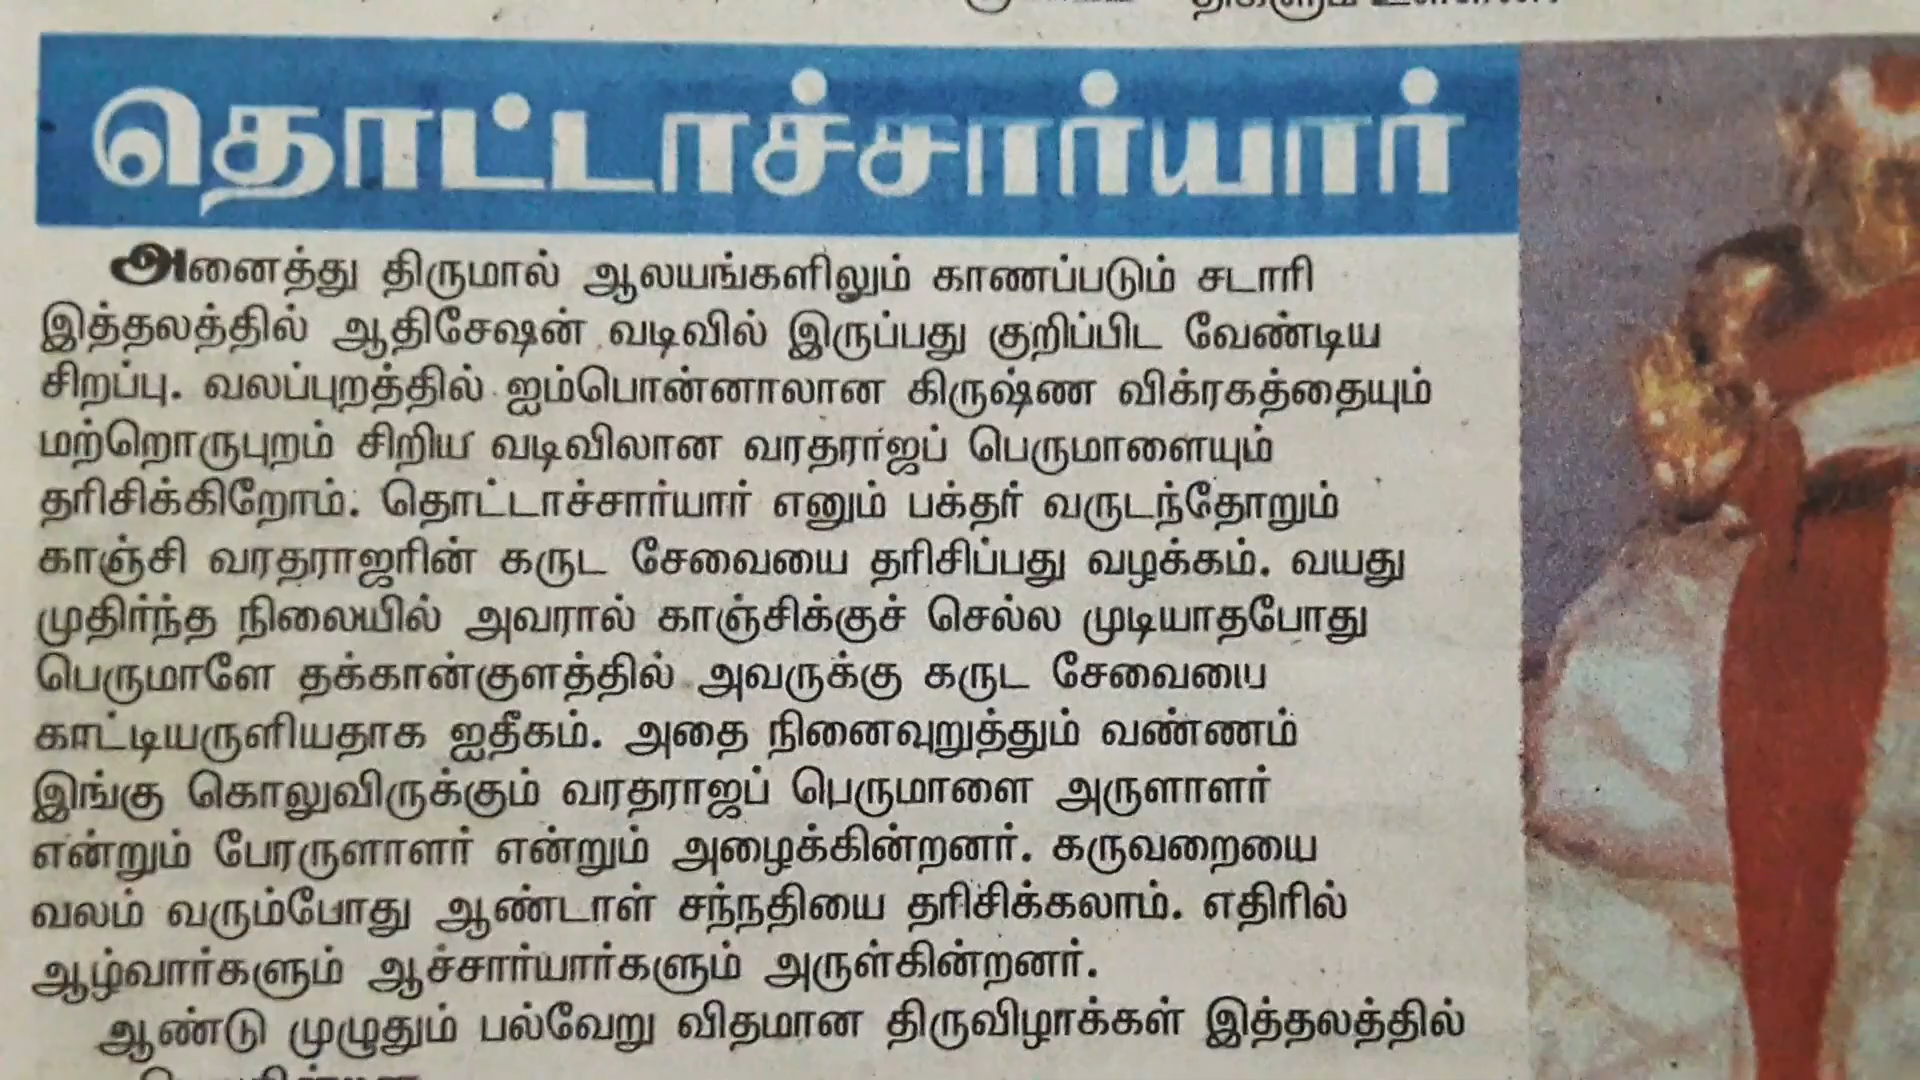 தொட்டாச்சார்யார்
அனைத்து திருமால் ஆலயங்களிலும் காணப்படும் சடாரி
இத்தலத்தில் ஆதிசேஷன் வடிவில் இருப்பது குறிப்பிட வேண்டிய
சிறப்பு. வலப்புறத்தில் ஐம்பொன்னாலான கிருஷ்ண விக்ரகத்தையும்
மற்றொருபுறம் சிறிய வடிவிலான வரதராஜப் பெருமாளையும்
தரிசிக்கிறோம். தொட்டாச்சார்யார் எனும் பக்தர் வருடந்தோறும்
காஞ்சி வரதராஜரின் கருட சேவையை தரிசிப்பது வழக்கம். வயது
முதிர்ந்த நிலையில் அவரால் காஞ்சிக்குச் செல்ல முடியாதபோது
பெருமாளே தக்கான்குளத்தில் அவருக்கு கருட சேவையை
காட்டியருளியதாக ஐதீகம். அதை நினைவுறுத்தும் வண்ணம்
இங்கு கொலுவிருக்கும் வரதராஜப் பெருமாளை அருளாளர்
என்றும் பேரருளாளர் என்றும் அழைக்கின்றனர். கருவறையை
வலம் வரும்போது ஆண்டாள் சந்நதியை தரிசிக்கலாம். எதிரில்
ஆழ்வார்களும் ஆச்சார்யார்களும் அருள்கின்றனர்.
ஆண்டு முழுதும் பல்வேறு விதமான திருவிழாக்கள் இத்தலத்தில்